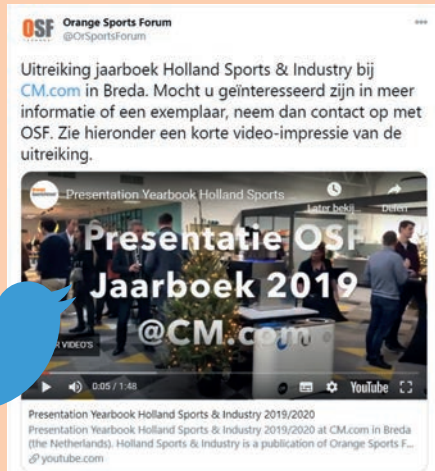 OSF Orange Sports Forum
@OrSportsForum
Uitreiking jaarboek Holland Sports & Industry bij
CM.com in Breda. Mocht u geïnteresseerd zijn in meer
informatie of een exemplaar, neem dan contact op met
OSF. Zie hieronder een korte video-impressie van de
uitreiking.
Presentation Yearbook Holland Sports ...
Later bekij... Delen
Presentatie OSF
Jaarboek 2019
@CM.com
VIDEO'S
0:05 / 1:48 YouTube
Presentation Yearbook Holland Sports & Industry 2019/2020
Presentation Yearbook Holland Sports & Industry 2019/2020 at CM.com in Breda
(the Netherlands). Holland Sports & Industry is a publication of Orange Sports F...
youtube.com